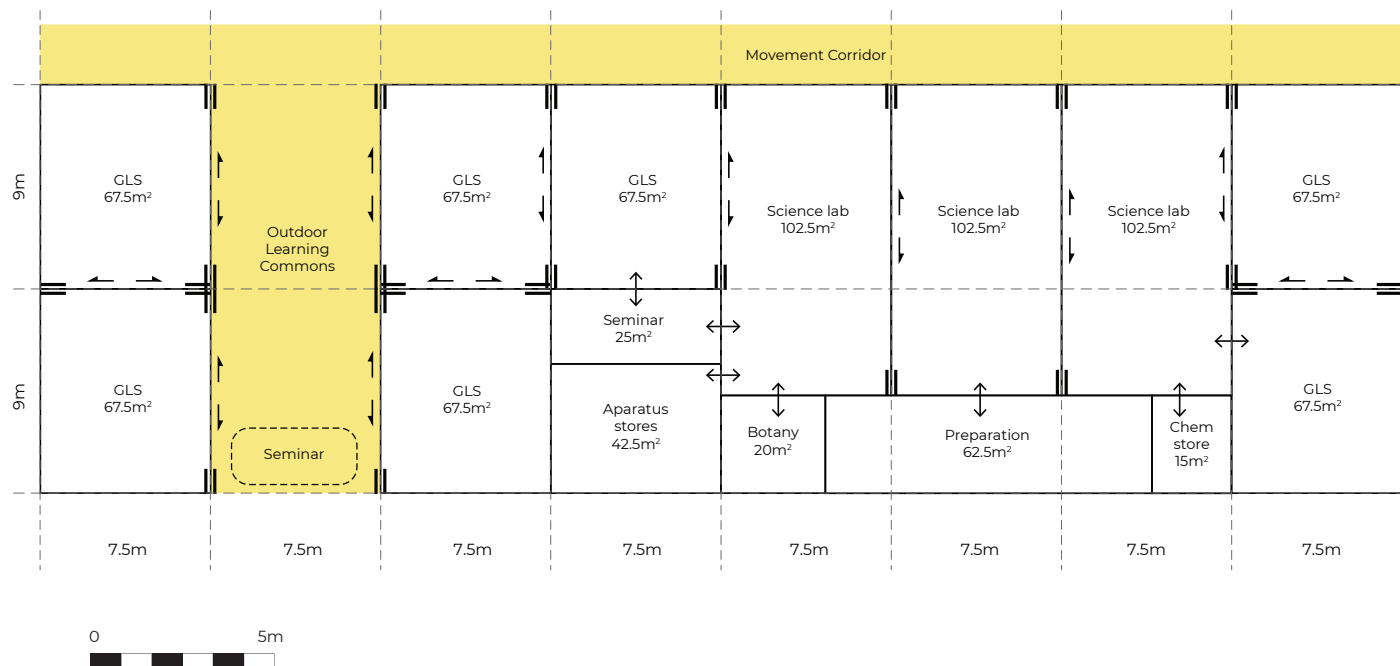 Movement Corridor
9m
GLS
67.5m²
GLS
67.5m²
GLS
67.5m²
Science lab
102.5m²
Science lab
102.5m²
Science lab
102.5m²
GLS
67.5m²
Outdoor
Learning
Commons
9m
GLS
67.5m²
Seminar
GLS
67.5m²
Seminar
25m²
Aparatus
stores
42.5m²
Botany
20m²
Preparation
62.5m²
Chem
store
15m²
GLS
67.5m²
7.5m
7.5m
7.5m
7.5m
7.5m
7.5m
7.5m
7.5m
0
5m